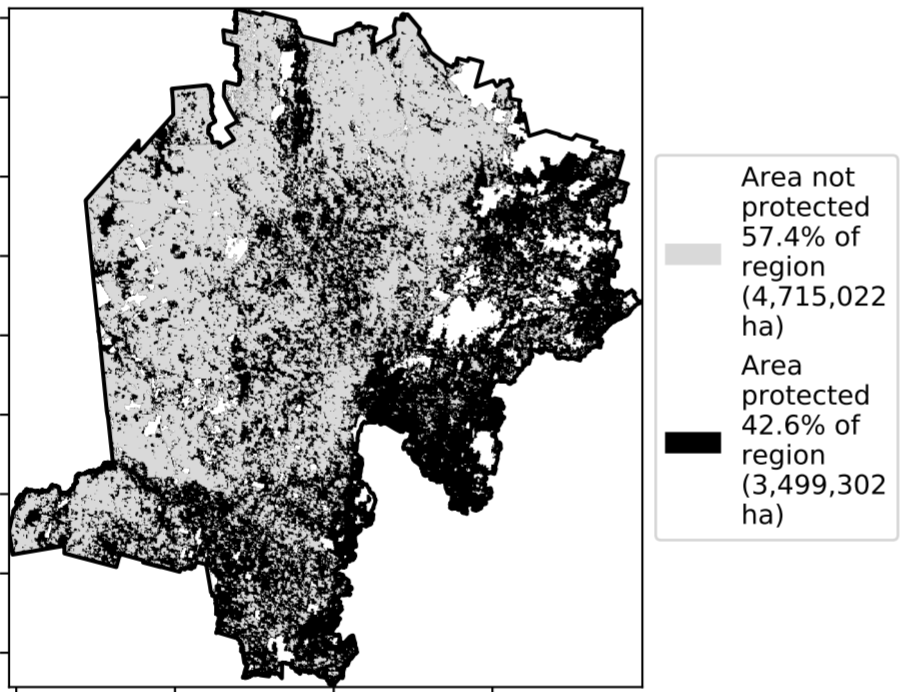 Area not
protected
57.4% of
region
(4,715,022
ha)
Area
protected
42.6% of
region
(3,499,302
ha)